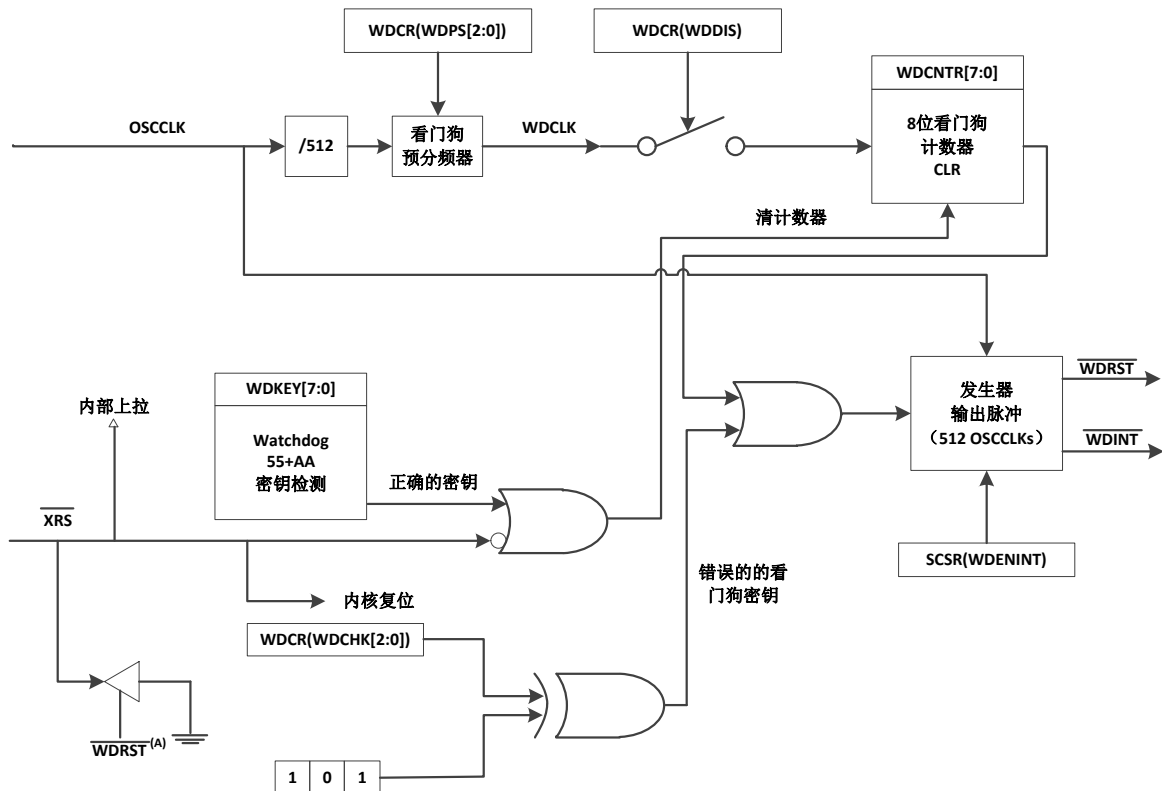 WDCR(WDPS[2:0])
WDCR(WDDIS)
WDCNTR[7:0]
8位看门狗
计数器
CLR
OSCCLK
/512
看门狗
预分频器
WDCLK
清计数器
WDKEY[7:0]
Watchdog
55+AA
密钥检测
内部上拉
正确的密钥
XRS
发生器
输出脉冲
（512 OSCCLKs）
WDRST
WDINT
SCSR(WDENINT)
错误的的看
门狗密钥
内核复位
WDCR(WDCHK[2:0])
WDRST(A)
1 0 1